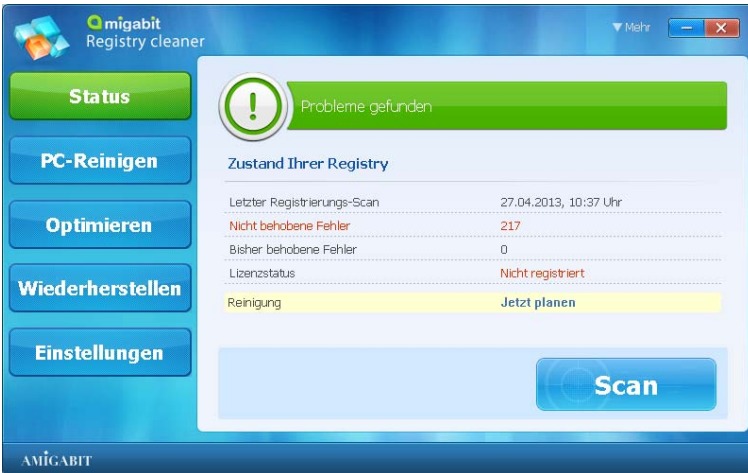 amigabit
Registry cleaner
Mehr
Status
PC-Reinigen
Optimieren
Wiederherstellen
Einstellungen
Probleme gefunden
Zustand Ihrer Registry
Letzter Registrierungs-Scan 27.04.2013, 10:37 Uhr
Nicht behobene Fehler 217
Bisher behobene Fehler 0
Lizenzstatus Nicht registriert
Reinigung Jetzt planen
Scan
AMIGABIT